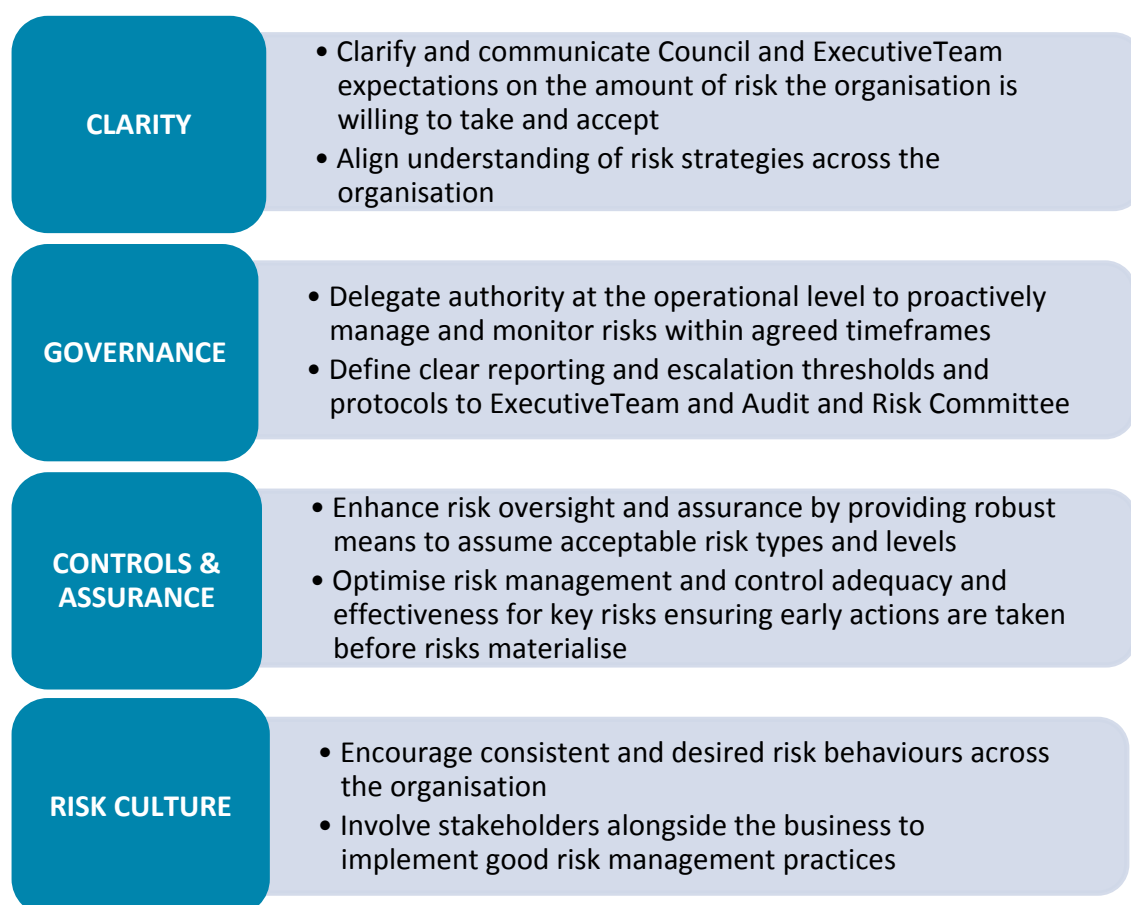 CLARITY
• Clarify and communicate Council and ExecutiveTeam
expectations on the amount of risk the organisation is
willing to take and accept
• Align understanding of risk strategies across the
organisation
GOVERNANCE
• Delegate authority at the operational level to proactively
manage and monitor risks within agreed timeframes
• Define clear reporting and escalation thresholds and
protocols to ExecutiveTeam and Audit and Risk Committee
CONTROLS &
ASSURANCE
• Enhance risk oversight and assurance by providing robust
means to assume acceptable risk types and levels
• Optimise risk management and control adequacy and
effectiveness for key risks ensuring early actions are taken
before risks materialise
RISK CULTURE
• Encourage consistent and desired risk behaviours across
the organisation
• Involve stakeholders alongside the business to
implement good risk management practices